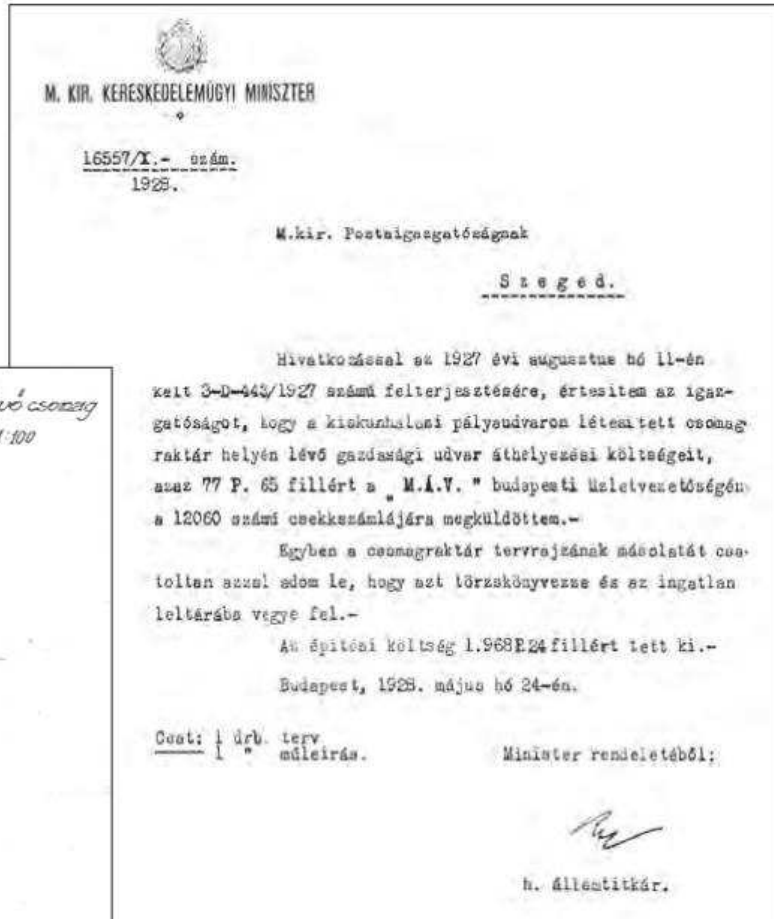 M. KIR. KERESKEDELEMÜGYI MINISZTER
16557/I.- szám.
1928.
M.kir. Postaigazgatóságnak
Szeged.
Hivatkozással az 1927 évi augusztus hó 11-én
kelt 3-D-443/1927 számú felterjesztésére, értesitem az igaz-
gatóságot, hogy a kiskunhalasi pályaudvaron létesitett csomag
raktár helyén lévő gazdasági udvar áthelyezési költségeit,
azaz 77 P. 65 fillért a „M.Á.V." budapesti üzletvezetőségén
a 12060 számú csekkszámlájára megküldöttem.-
Egyben a csomagraktár tervrajzának másolatát csa-
toltan azzal adom le, hogy azt törzskönyvezze és az ingatlan
leltárába vegye fel.-
Az épitési költség 1.968P.24 fillért tett ki.-
Budapest, 1928. május hó 24-én.
Csat: 1 drb. terv
1 " műleirás.
Miniszter rendeletéből:
h. államtitkár.
vő csomag
1:100